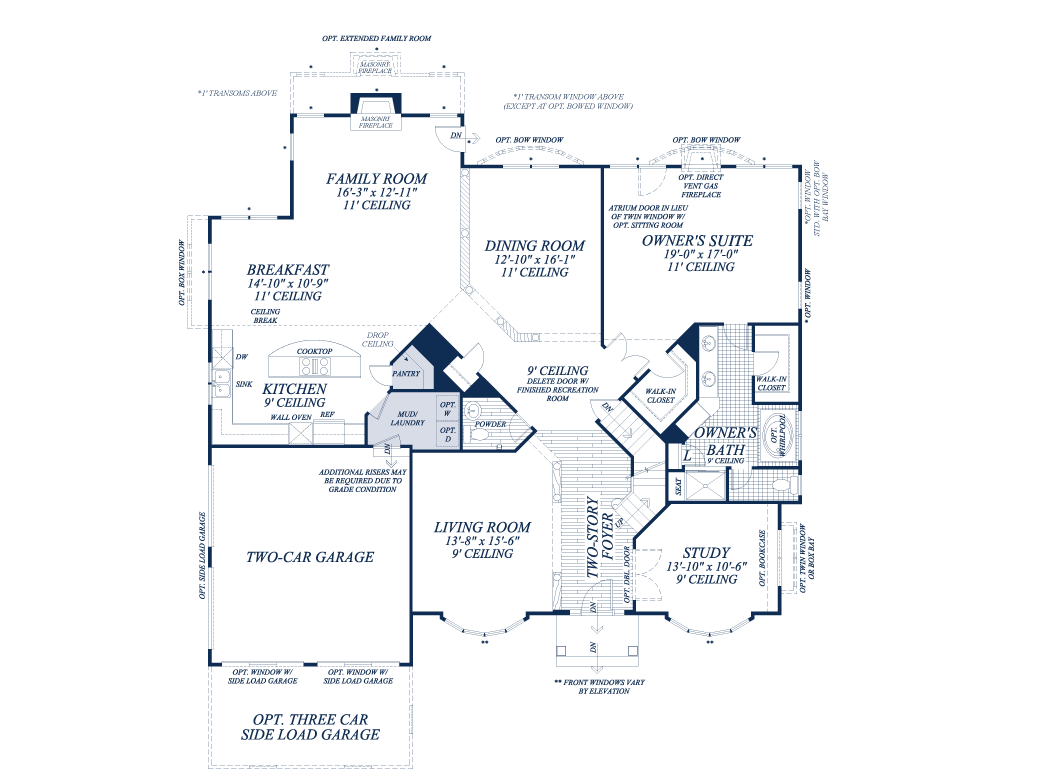 OPT. EXTENDED FAMILY ROOM
MASONRY
FIREPLACE
*1' TRANSOMS ABOVE
*1' TRANSOM WINDOW ABOVE
(EXCEPT AT OPT. BOWED WINDOW)
MASONRY
FIREPLACE
DN
OPT. BOW WINDOW
OPT. BOW WINDOW
FAMILY ROOM
16'-3" x 12'-11"
11' CEILING
OPT. DIRECT
VENT GAS
FIREPLACE
*OPT. WINDOW
STD. WITH OPT. BOW
BAY WINDOW
ATRIUM DOOR IN LIEU
OF TWIN WINDOW W/
OPT. SITTING ROOM
OWNER'S SUITE
19'-0" x 17'-0"
11' CEILING
DINING ROOM
12'-10" x 16'-1"
11' CEILING
OPT. BOX WINDOW
BREAKFAST
14'-10" x 10'-9"
11' CEILING
* OPT. WINDOW
CEILING
BREAK
DROP
CEILING
DW
COOKTOP
PANTRY
SINK
KITCHEN
9' CEILING
9' CEILING
DELETE DOOR W/
FINISHED RECREATION
ROOM
WALK-IN
CLOSET
WALK-IN
CLOSET
WALL OVEN
REF
MUD/
LAUNDRY
OPT.
W
OPT.
D
POWDER
DN
OWNER'S
BATH
9' CEILING
OPT.
WHIRLPOOL
L
DN
ADDITIONAL RISERS MAY
BE REQUIRED DUE TO
GRADE CONDITION
SEAT
UP
OPT. SIDE LOAD GARAGE
TWO-CAR GARAGE
LIVING ROOM
13'-8" x 15'-6"
9' CEILING
TWO-STORY
FOYER
OPT. DBL. DOOR
STUDY
13'-10" x 10'-6"
9' CEILING
OPT. BOOKCASE
OPT. TWIN WINDOW
OR BOX BAY
DN
DN
**
**
OPT. WINDOW W/
SIDE LOAD GARAGE
OPT. WINDOW W/
SIDE LOAD GARAGE
** FRONT WINDOWS VARY
BY ELEVATION
OPT. THREE CAR
SIDE LOAD GARAGE